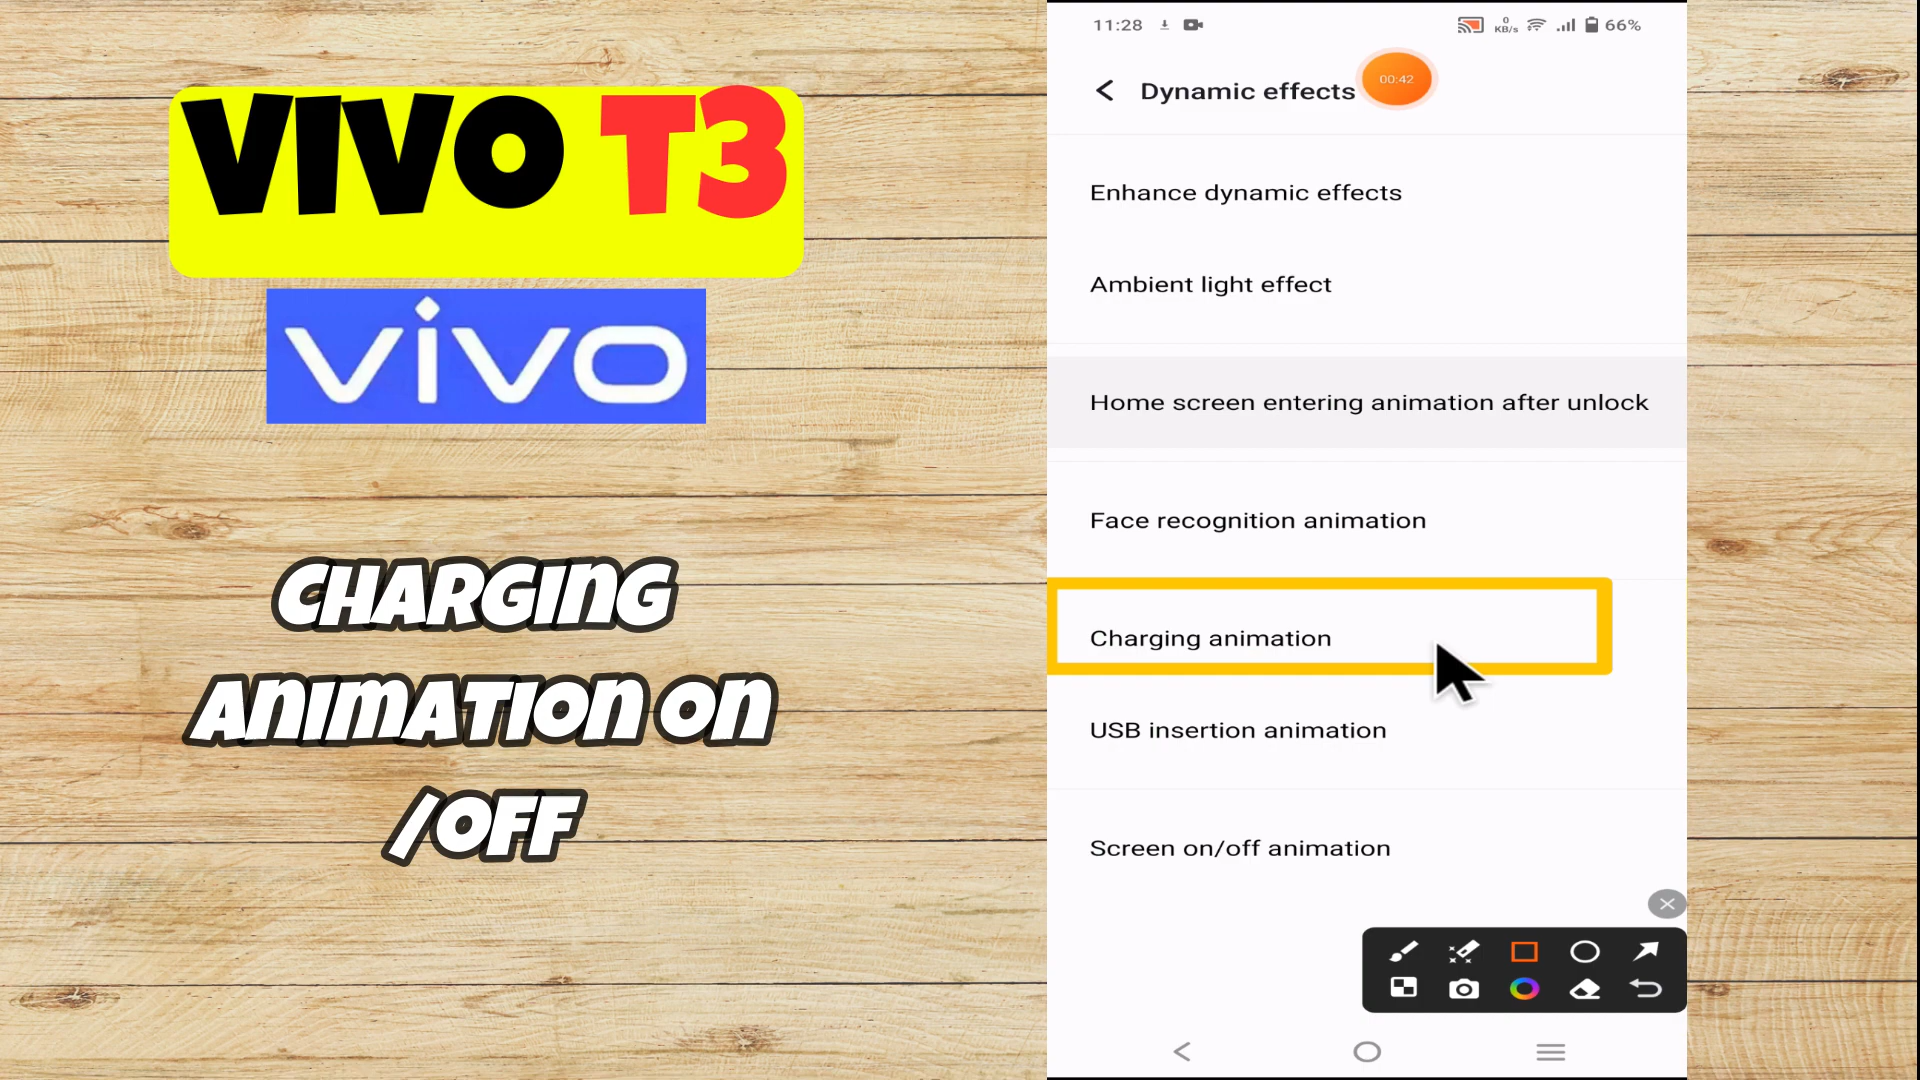 VIVO T3
vivo
CHARGING
ANIMATION ON
/OFF
11:28
0
KB/s
66%
Dynamic effects
00:42
Enhance dynamic effects
Ambient light effect
Home screen entering animation after unlock
Face recognition animation
Charging animation
USB insertion animation
Screen on/off animation